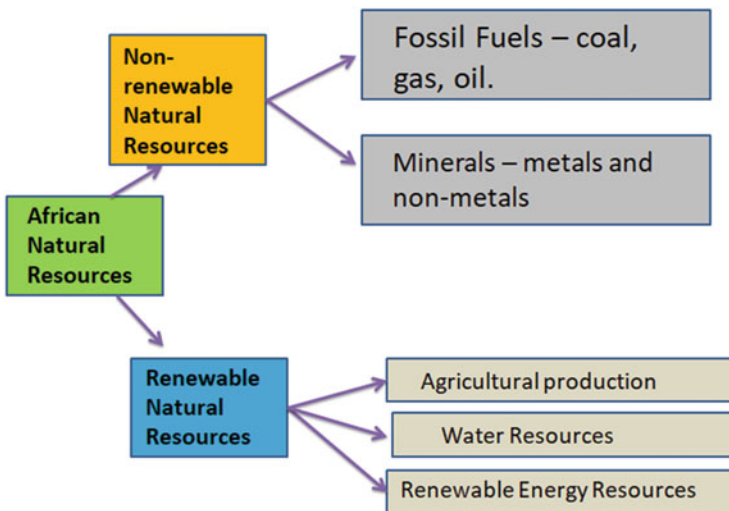 Non-
renewable
Natural
Resources
Fossil Fuels – coal,
gas, oil.
Minerals – metals and
non-metals
African
Natural
Resources
Renewable
Natural
Resources
Agricultural production
Water Resources
Renewable Energy Resources